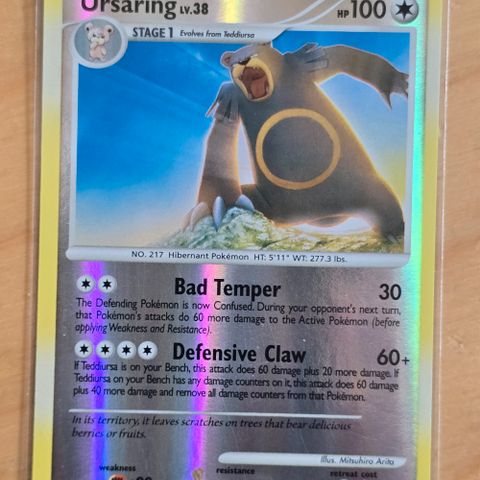 Ursaring LV.38 HP 100
STAGE 1 Evolves from Teddiursa
NO. 217 Hibernant Pokémon HT: 5'11" WT: 277.3 lbs.
Bad Temper 30
The Defending Pokémon is now Confused. During your opponent's next turn,
that Pokémon's attacks do 60 more damage to the Active Pokémon (before
applying Weakness and Resistance).
Defensive Claw 60+
If Teddiursa is on your Bench, this attack does 60 damage plus 20 more damage. If
Teddiursa on your Bench has any damage counters on it, this attack does 60 damage
plus 40 more damage and remove all damage counters from that Pokémon.
In its territory, it leaves scratches on trees that bear delicious
berries or fruits.
Illus. Mitsuhiro Arita
weakness resistance retreat cost